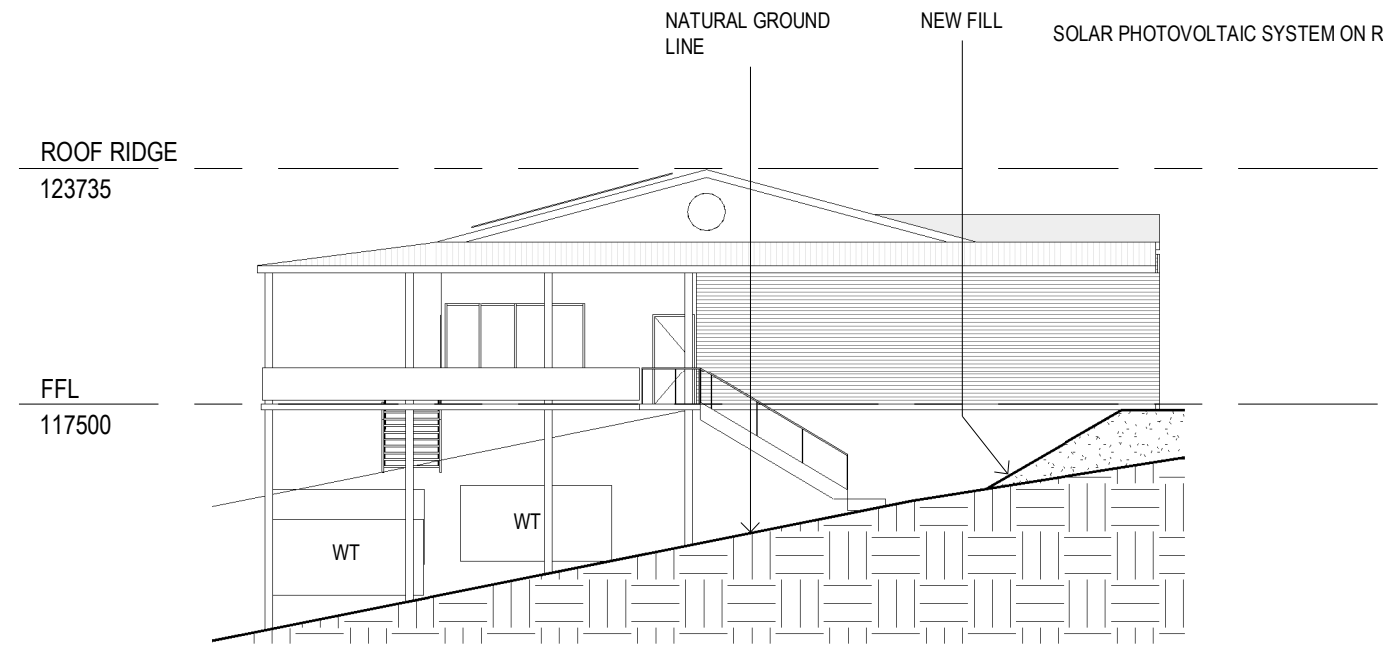 NATURAL GROUND
LINE
NEW FILL
SOLAR PHOTOVOLTAIC SYSTEM ON R
ROOF RIDGE
123735
FFL
117500
WT
WT